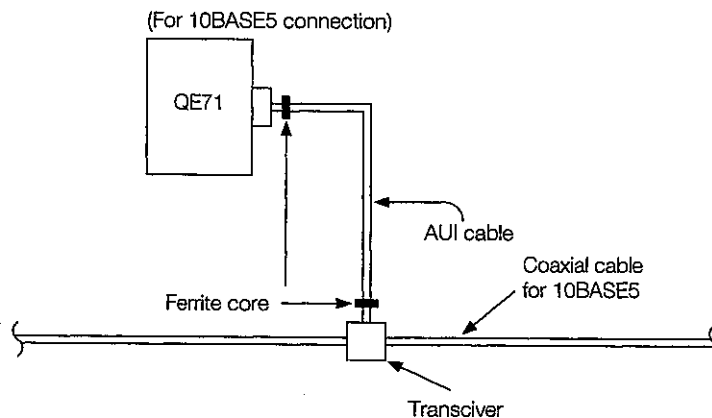 (For 10BASE5 connection)
QE71
AUI cable
Coaxial cable
for 10BASE5
Ferrite core
Transciver